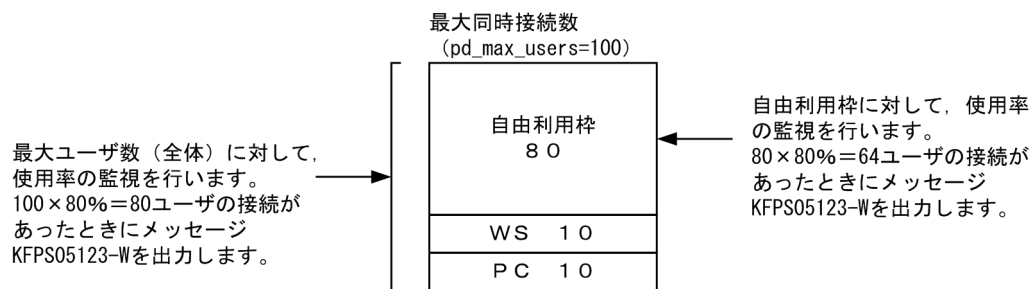 最大同時接続数
（pd_max_users=100）
自由利用枠
８０
ＷＳ　１０
ＰＣ　１０
最大ユーザ数（全体）に対して，
使用率の監視を行います。
100×80%＝80ユーザの接続が
あったときにメッセージ
KFPS05123-Wを出力します。
自由利用枠に対して，使用率
の監視を行います。
80×80%＝64ユーザの接続が
あったときにメッセージ
KFPS05123-Wを出力します。